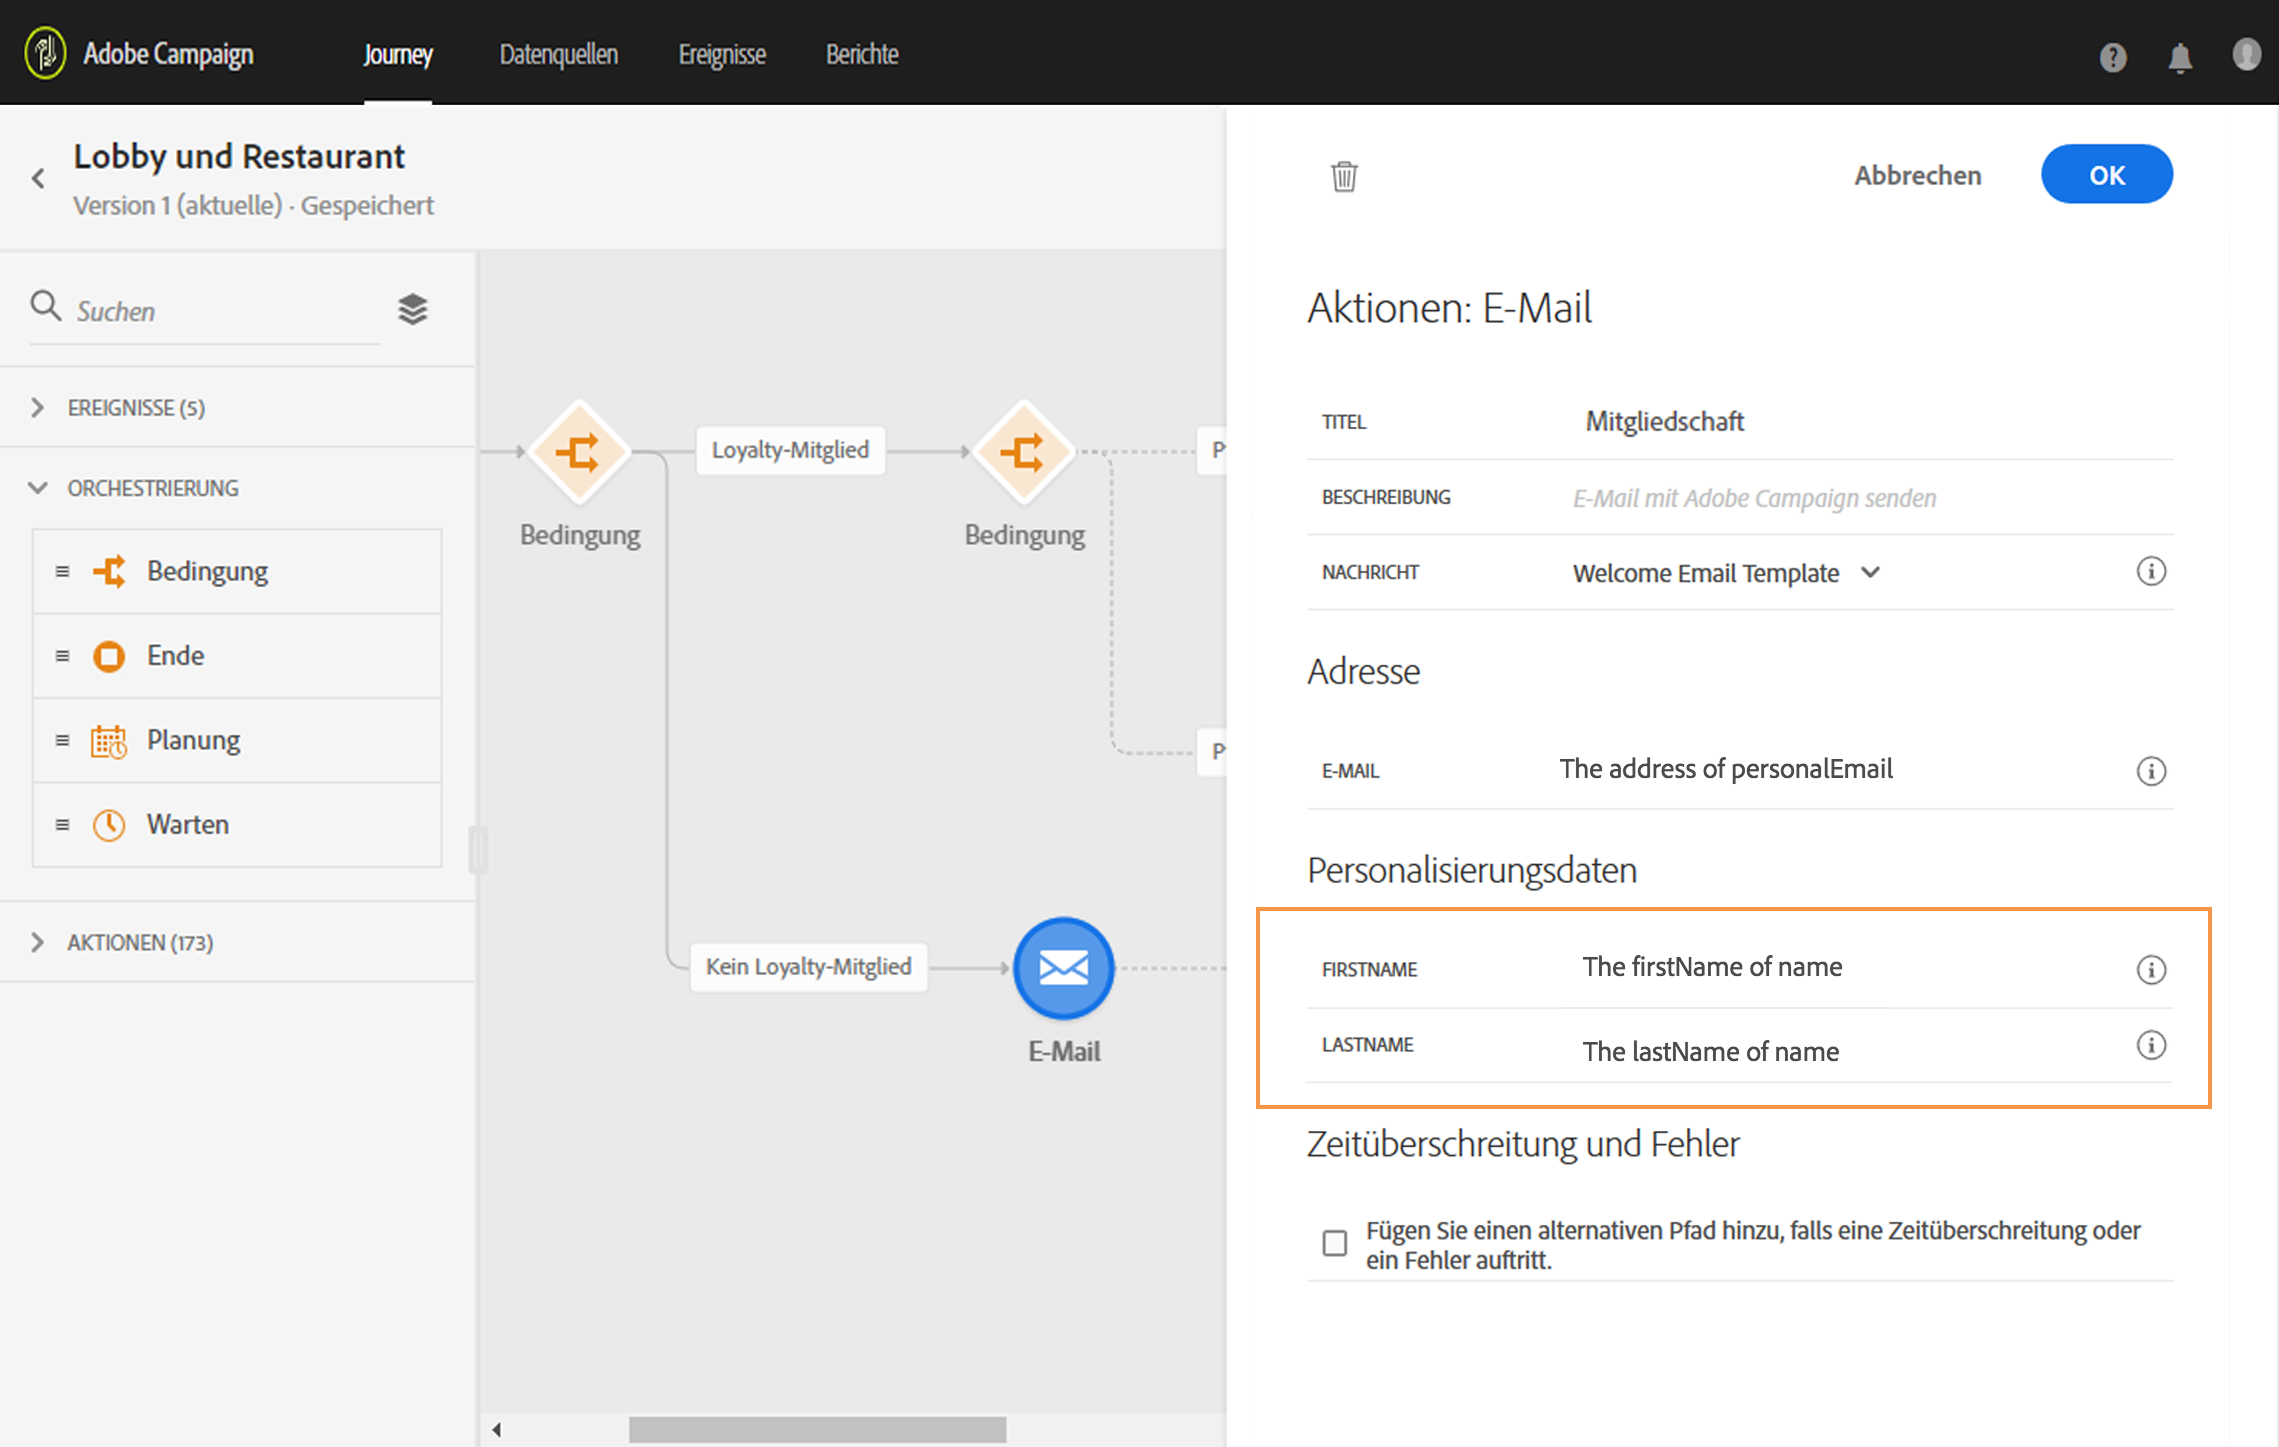 Adobe Campaign
Journey
Datenquellen
Ereignisse
Berichte
Lobby und Restaurant
Version 1 (aktuelle) · Gespeichert
Suchen
EREIGNISSE (5)
ORCHESTRIERUNG
Bedingung
Ende
Planung
Warten
AKTIONEN (173)
Loyalty-Mitglied
Bedingung
Bedingung
Kein Loyalty-Mitglied
E-Mail
Abbrechen
OK
Aktionen: E-Mail
TITEL Mitgliedschaft
BESCHREIBUNG E-Mail mit Adobe Campaign senden
NACHRICHT Welcome Email Template
Adresse
E-MAIL The address of personalEmail
Personalisierungsdaten
FIRSTNAME The firstName of name
LASTNAME The lastName of name
Zeitüberschreitung und Fehler
Fügen Sie einen alternativen Pfad hinzu, falls eine Zeitüberschreitung oder
ein Fehler auftritt.